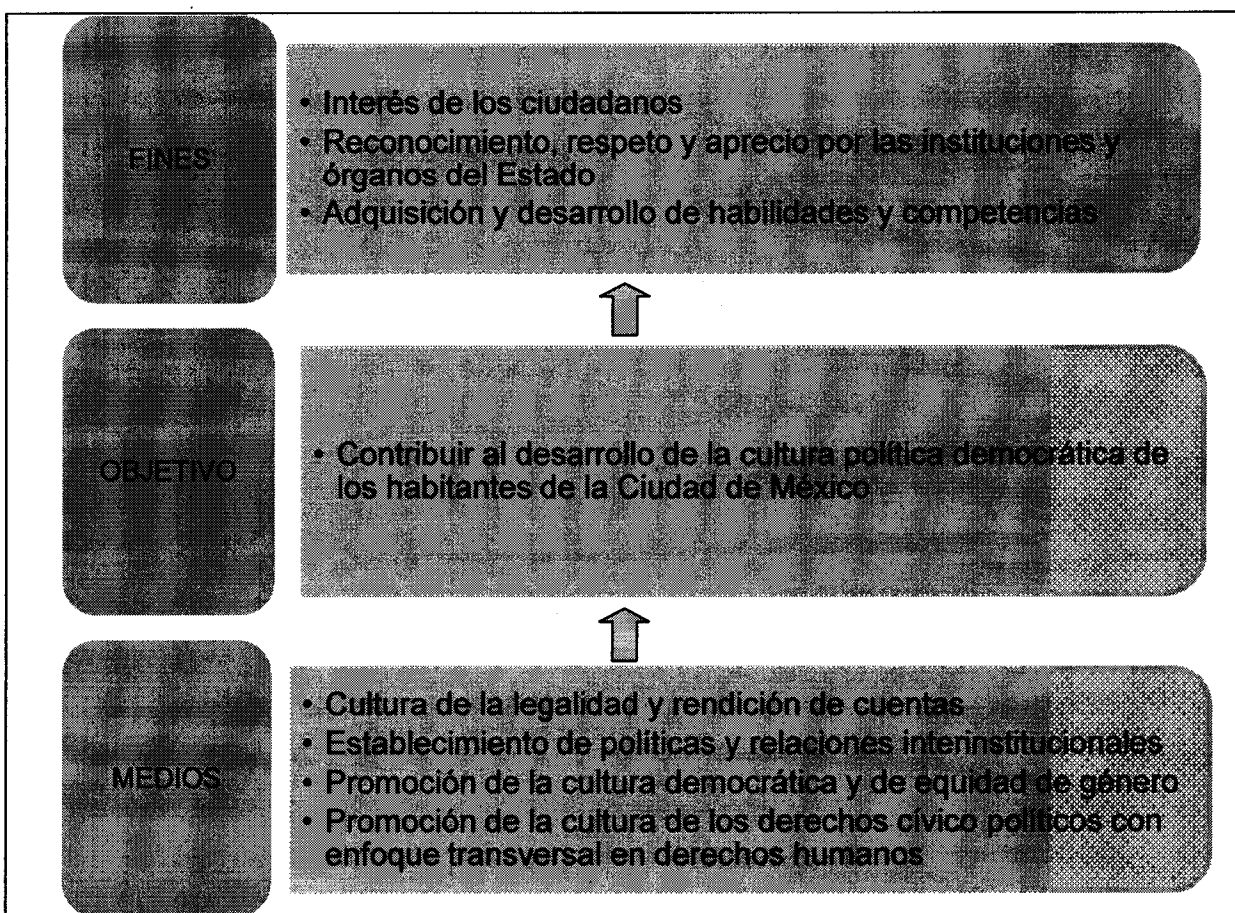 FINES
• Interés de los ciudadanos
• Reconocimiento, respeto y aprecio por las instituciones y
órganos del Estado
• Adquisición y desarrollo de habilidades y competencias
OBJETIVO
• Contribuir al desarrollo de la cultura política democrática de
los habitantes de la Ciudad de México
MEDIOS
• Cultura de la legalidad y rendición de cuentas
• Establecimiento de políticas y relaciones interinstitucionales
• Promoción de la cultura democrática y de equidad de género
• Promoción de la cultura de los derechos cívico políticos con
enfoque transversal en derechos humanos